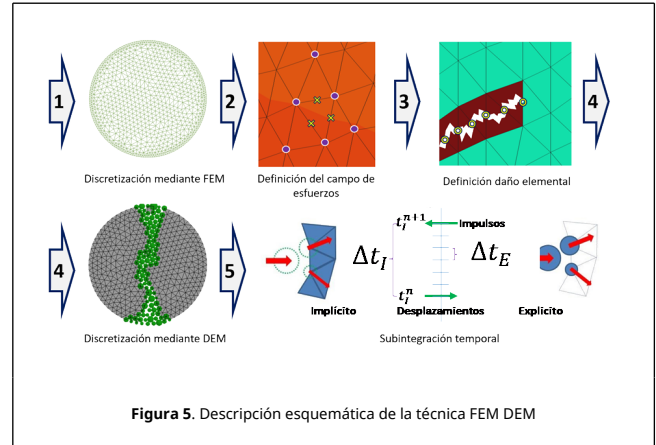 1
2
3
4
Discretización mediante FEM
Definición del campo de
esfuerzos
Definición daño elemental
4
5
t_I^{n+1}
Impulsos
Δt_I
Δt_E
t_I^n
Implícito
Desplazamientos
Explícito
Discretización mediante DEM
Subintegración temporal
Figura 5. Descripción esquemática de la técnica FEM DEM